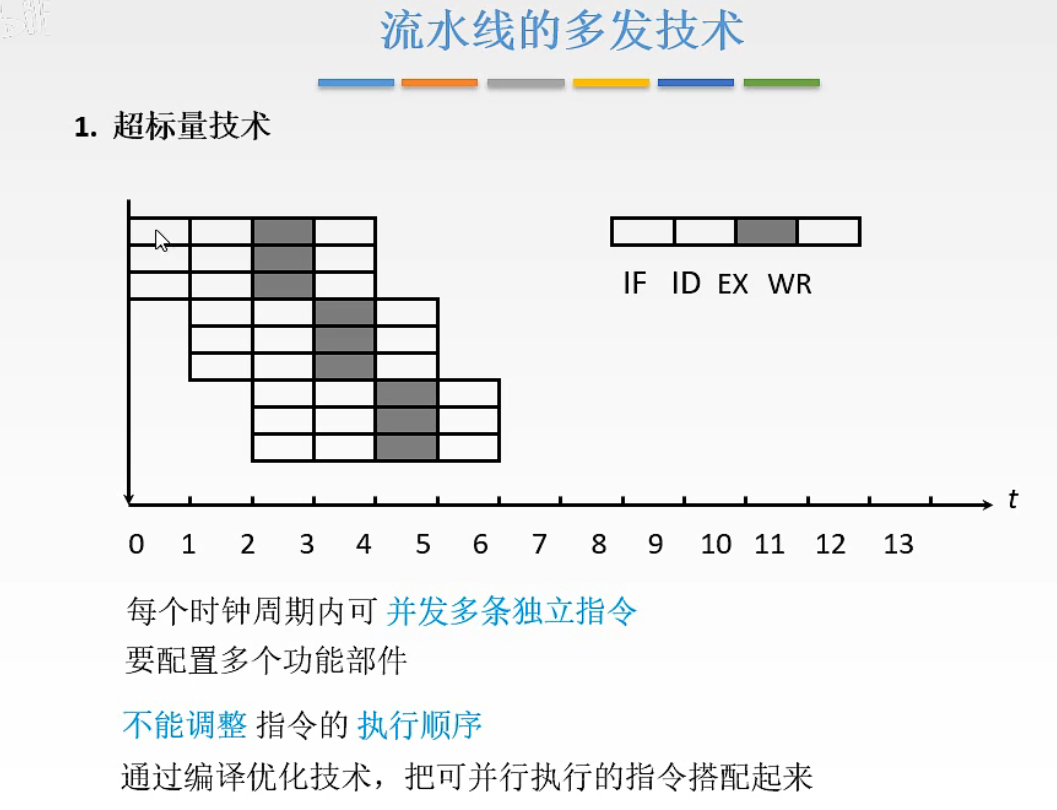 流水线的多发技术
1. 超标量技术
IF ID EX WR
t
0 1 2 3 4 5 6 7 8 9 10 11 12 13
每个时钟周期内可 并发多条独立指令
要配置多个功能部件
不能调整 指令的 执行顺序
通过编译优化技术，把可并行执行的指令搭配起来